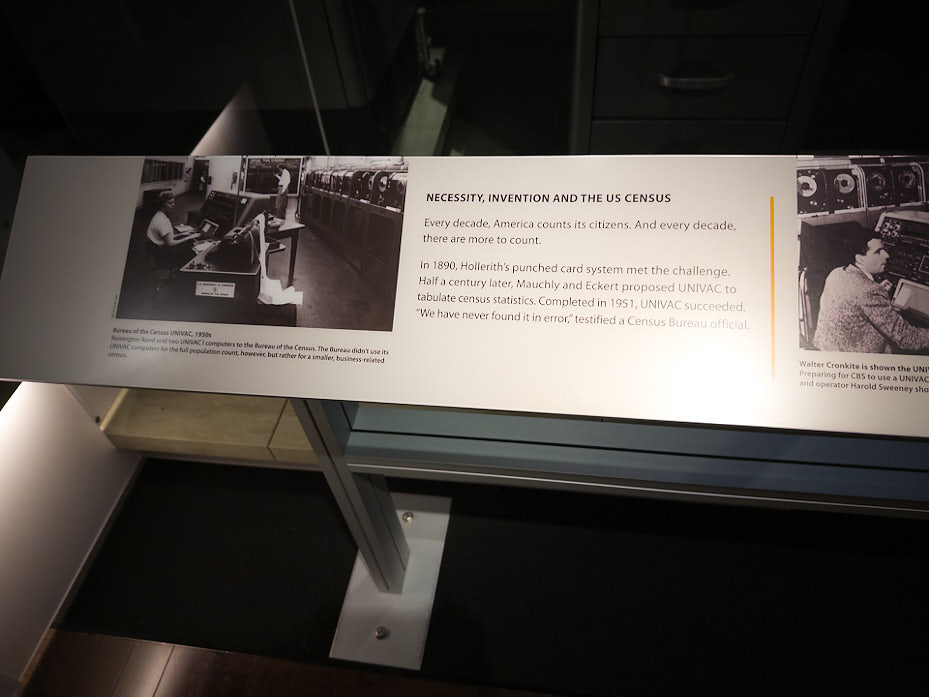 NECESSITY, INVENTION AND THE US CENSUS
Every decade, America counts its citizens. And every decade,
there are more to count.
In 1890, Hollerith's punched card system met the challenge.
Half a century later, Mauchly and Eckert proposed UNIVAC to
tabulate census statistics. Completed in 1951, UNIVAC succeeded.
"We have never found it in error," testified a Census Bureau official.
Bureau of the Census UNIVAC, 1950s
Remington Rand sold two UNIVAC I computers to the Bureau of the Census. The Bureau didn't use its
UNIVAC computers for the full population count, however, but rather for a smaller, business-related
census.
Walter Cronkite is shown the UNI
Preparing for CBS to use a UNIVAC
and operator Harold Sweeney sho